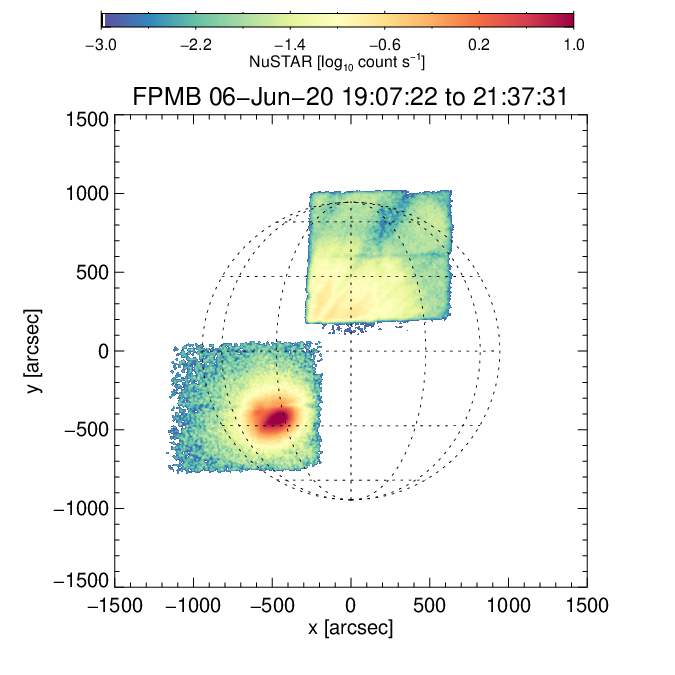 −3.0 −2.2 −1.4 −0.6 0.2 1.0
NuSTAR [log₁₀ count s⁻¹]
FPMB 06−Jun−20 19:07:22 to 21:37:31
1500
1000
500
0
−500
−1000
−1500
y [arcsec]
−1500 −1000 −500 0 500 1000 1500
x [arcsec]